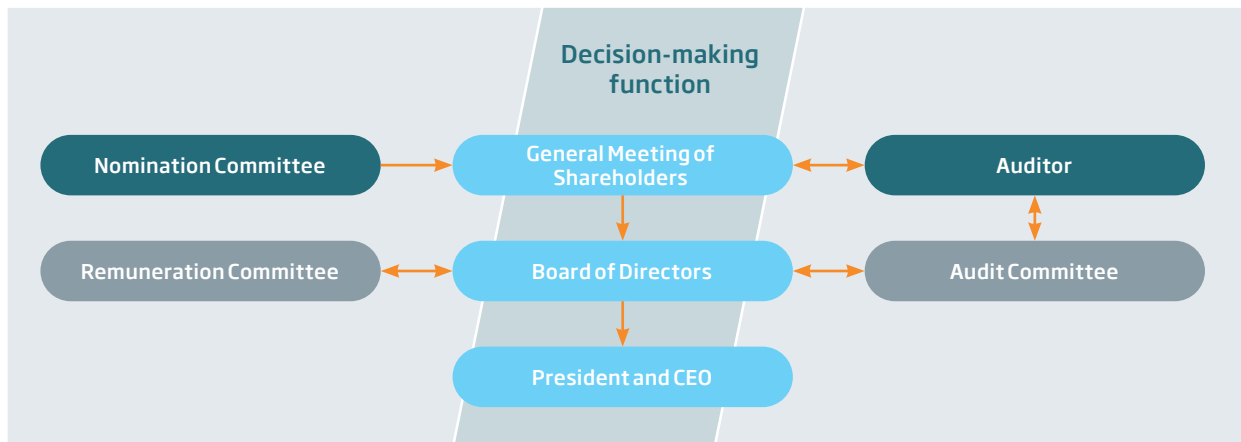 Decision-making
function
Nomination Committee
General Meeting of
Shareholders
Auditor
Remuneration Committee
Board of Directors
Audit Committee
President and CEO